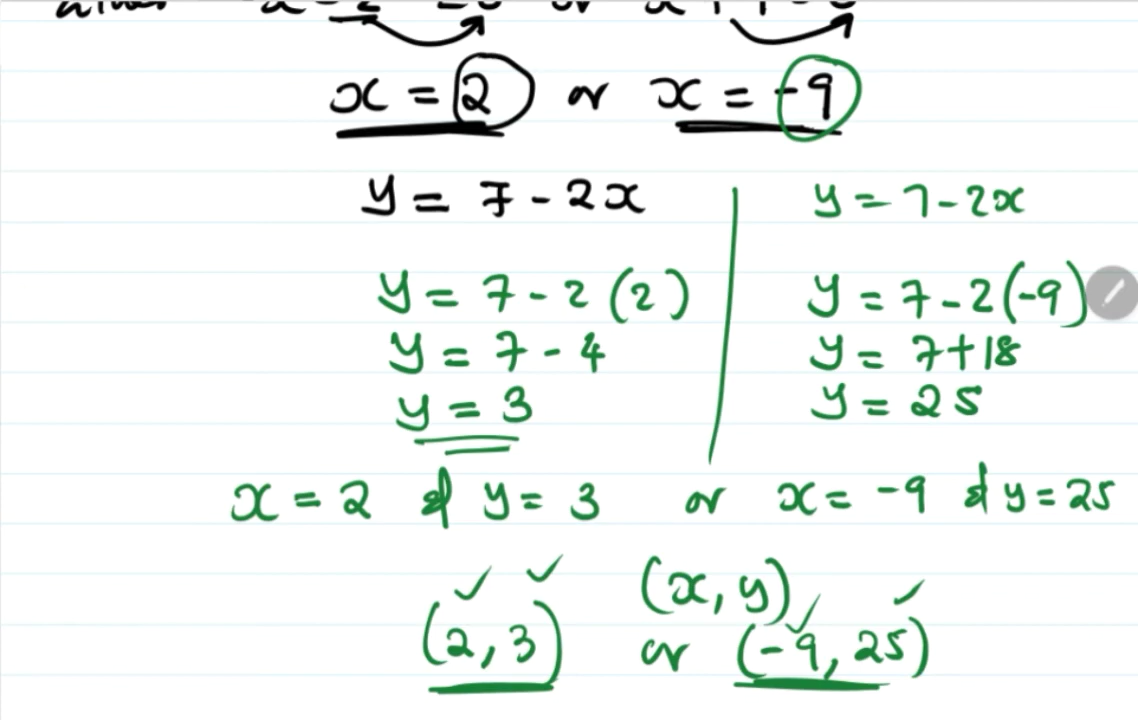 x = 2 or x = -9
y = 7 - 2x
y = 7 - 2x
y = 7 - 2(2)
y = 7 - 2(-9)
y = 7 - 4
y = 7 + 18
y = 3
y = 25
x = 2 & y = 3 or x = -9 & y = 25
(x, y)
(2, 3) or (-9, 25)